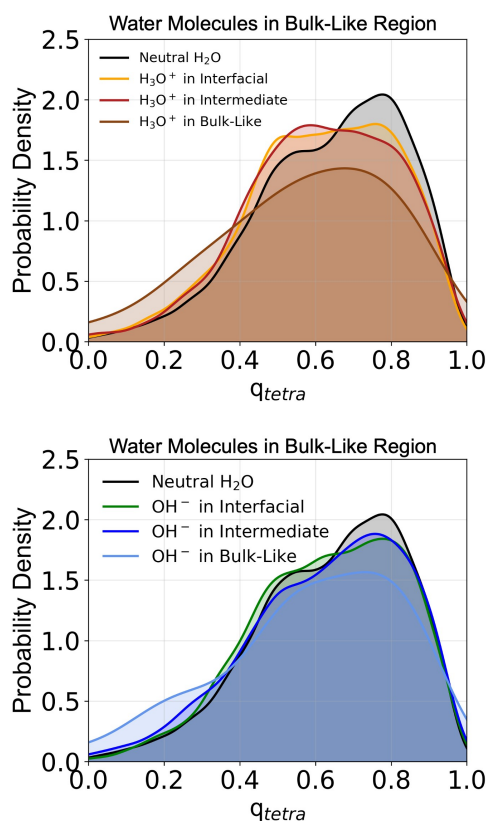 Water Molecules in Bulk-Like Region
2.5
2.0
1.5
1.0
0.5
0.0
Probability Density
Neutral H₂O
H₃O⁺ in Interfacial
H₃O⁺ in Intermediate
H₃O⁺ in Bulk-Like
0.0 0.2 0.4 0.6 0.8 1.0
q_tetra
Water Molecules in Bulk-Like Region
2.5
2.0
1.5
1.0
0.5
0.0
Probability Density
Neutral H₂O
OH⁻ in Interfacial
OH⁻ in Intermediate
OH⁻ in Bulk-Like
0.0 0.2 0.4 0.6 0.8 1.0
q_tetra